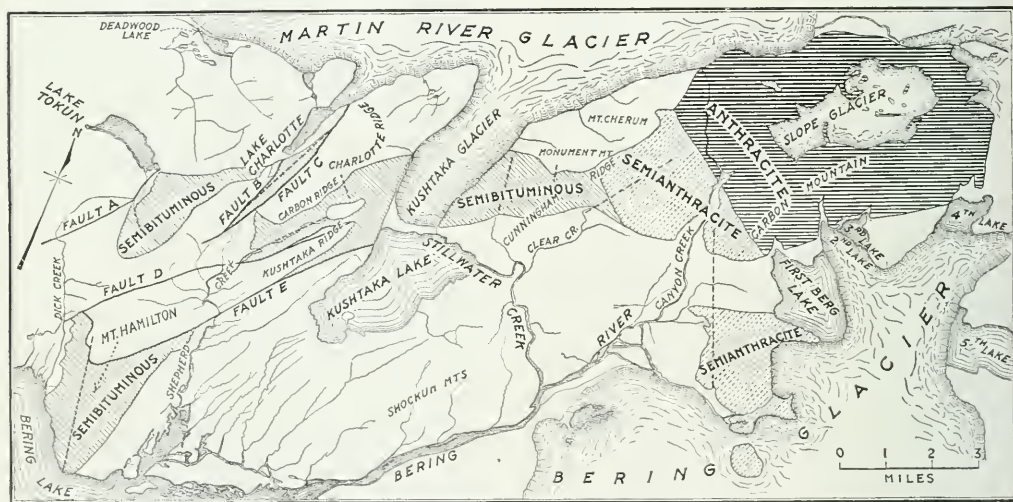 DEADWOOD
LAKE
MARTIN RIVER GLACIER
LAKE
TOKUN
N
LAKE
CHARLOTTE
CHARLOTTE
RIDGE
KUSHTAKA GLACIER
MT. CHERUM
MONUMENT MT.
ANTHRACITE
SLOPE GLACIER
CARBON
MOUNTAIN
FAULT A
SEMIBITUMINOUS
FAULT B
FAULT C
CARBON RIDGE
SEMIBITUMINOUS
CUNNINGHAM
RIDGE
SEMIANTHRACITE
4TH LAKE
3RD LAKE
2ND LAKE
FIRST BERG
LAKE
5TH LAKE
CLEAR CR.
CANYON CREEK
KUSHTAKA RIDGE
STILLWATER
CREEK
KUSHTAKA LAKE
DICK CREEK
FAULT D
CREEK
FAULT E
MT. HAMILTON
SHEPHERD
SEMIBITUMINOUS
SHOCKUM MTS
RIVER
BERING
SEMIANTHRACITE
BERING
LAKE
BERING
GLACIER
0 1 2 3
MILES